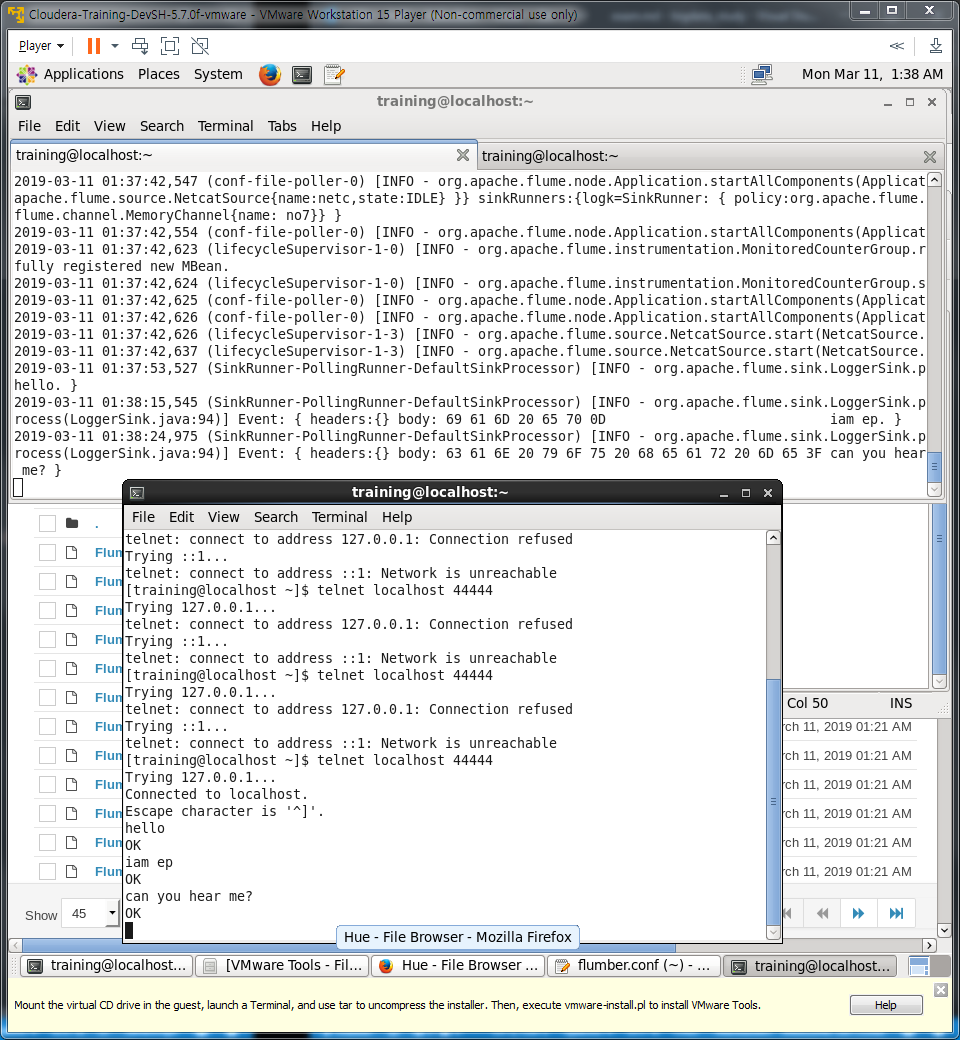 Cloudera-Training-DevSH-5.7.0f-vmware - VMware Workstation 15 Player (Non-commercial use only)
Player
Applications Places System Mon Mar 11, 1:38 AM
training@localhost:~
File Edit View Search Terminal Tabs Help
training@localhost:~ training@localhost:~
2019-03-11 01:37:42,547 (conf-file-poller-0) [INFO - org.apache.flume.node.Application.startAllComponents(Applicat
apache.flume.source.NetcatSource{name:netc,state:IDLE} }} sinkRunners:{logk=SinkRunner: { policy:org.apache.flume.
flume.channel.MemoryChannel{name: no7}} }
2019-03-11 01:37:42,554 (conf-file-poller-0) [INFO - org.apache.flume.node.Application.startAllComponents(Applicat
2019-03-11 01:37:42,623 (lifecycleSupervisor-1-0) [INFO - org.apache.flume.instrumentation.MonitoredCounterGroup.r
fully registered new MBean.
2019-03-11 01:37:42,624 (lifecycleSupervisor-1-0) [INFO - org.apache.flume.instrumentation.MonitoredCounterGroup.s
2019-03-11 01:37:42,625 (conf-file-poller-0) [INFO - org.apache.flume.node.Application.startAllComponents(Applicat
2019-03-11 01:37:42,626 (conf-file-poller-0) [INFO - org.apache.flume.node.Application.startAllComponents(Applicat
2019-03-11 01:37:42,626 (lifecycleSupervisor-1-3) [INFO - org.apache.flume.source.NetcatSource.start(NetcatSource.
2019-03-11 01:37:42,637 (lifecycleSupervisor-1-3) [INFO - org.apache.flume.source.NetcatSource.start(NetcatSource.
2019-03-11 01:37:53,527 (SinkRunner-PollingRunner-DefaultSinkProcessor) [INFO - org.apache.flume.sink.LoggerSink.p
hello. }
2019-03-11 01:38:15,545 (SinkRunner-PollingRunner-DefaultSinkProcessor) [INFO - org.apache.flume.sink.LoggerSink.p
rocess(LoggerSink.java:94)] Event: { headers:{} body: 69 61 6D 20 65 70 0D iam ep. }
2019-03-11 01:38:24,975 (SinkRunner-PollingRunner-DefaultSinkProcessor) [INFO - org.apache.flume.sink.LoggerSink.p
rocess(LoggerSink.java:94)] Event: { headers:{} body: 63 61 6E 20 79 6F 75 20 68 65 61 72 20 6D 65 3F can you hear
me? }
training@localhost:~
File Edit View Search Terminal Help
telnet: connect to address 127.0.0.1: Connection refused
Trying ::1...
telnet: connect to address ::1: Network is unreachable
[training@localhost ~]$ telnet localhost 44444
Trying 127.0.0.1...
telnet: connect to address 127.0.0.1: Connection refused
Trying ::1...
telnet: connect to address ::1: Network is unreachable
[training@localhost ~]$ telnet localhost 44444
Trying 127.0.0.1...
telnet: connect to address 127.0.0.1: Connection refused
Trying ::1...
telnet: connect to address ::1: Network is unreachable
[training@localhost ~]$ telnet localhost 44444
Trying 127.0.0.1...
Connected to localhost.
Escape character is '^]'.
hello
OK
iam ep
OK
can you hear me?
OK
.
Flum
Flum
Flum
Flum
Flum
Flum
Flum
Flum
Flum
Flum
Flum
Flum
Col 50 INS
rch 11, 2019 01:21 AM
rch 11, 2019 01:21 AM
rch 11, 2019 01:21 AM
rch 11, 2019 01:21 AM
rch 11, 2019 01:21 AM
rch 11, 2019 01:21 AM
Show 45
Hue - File Browser - Mozilla Firefox
training@localhost... [VMware Tools - Fil... Hue - File Browser ... flumber.conf (~) - ... training@localhost...
Mount the virtual CD drive in the guest, launch a Terminal, and use tar to uncompress the installer. Then, execute vmware-install.pl to install VMware Tools.
Help